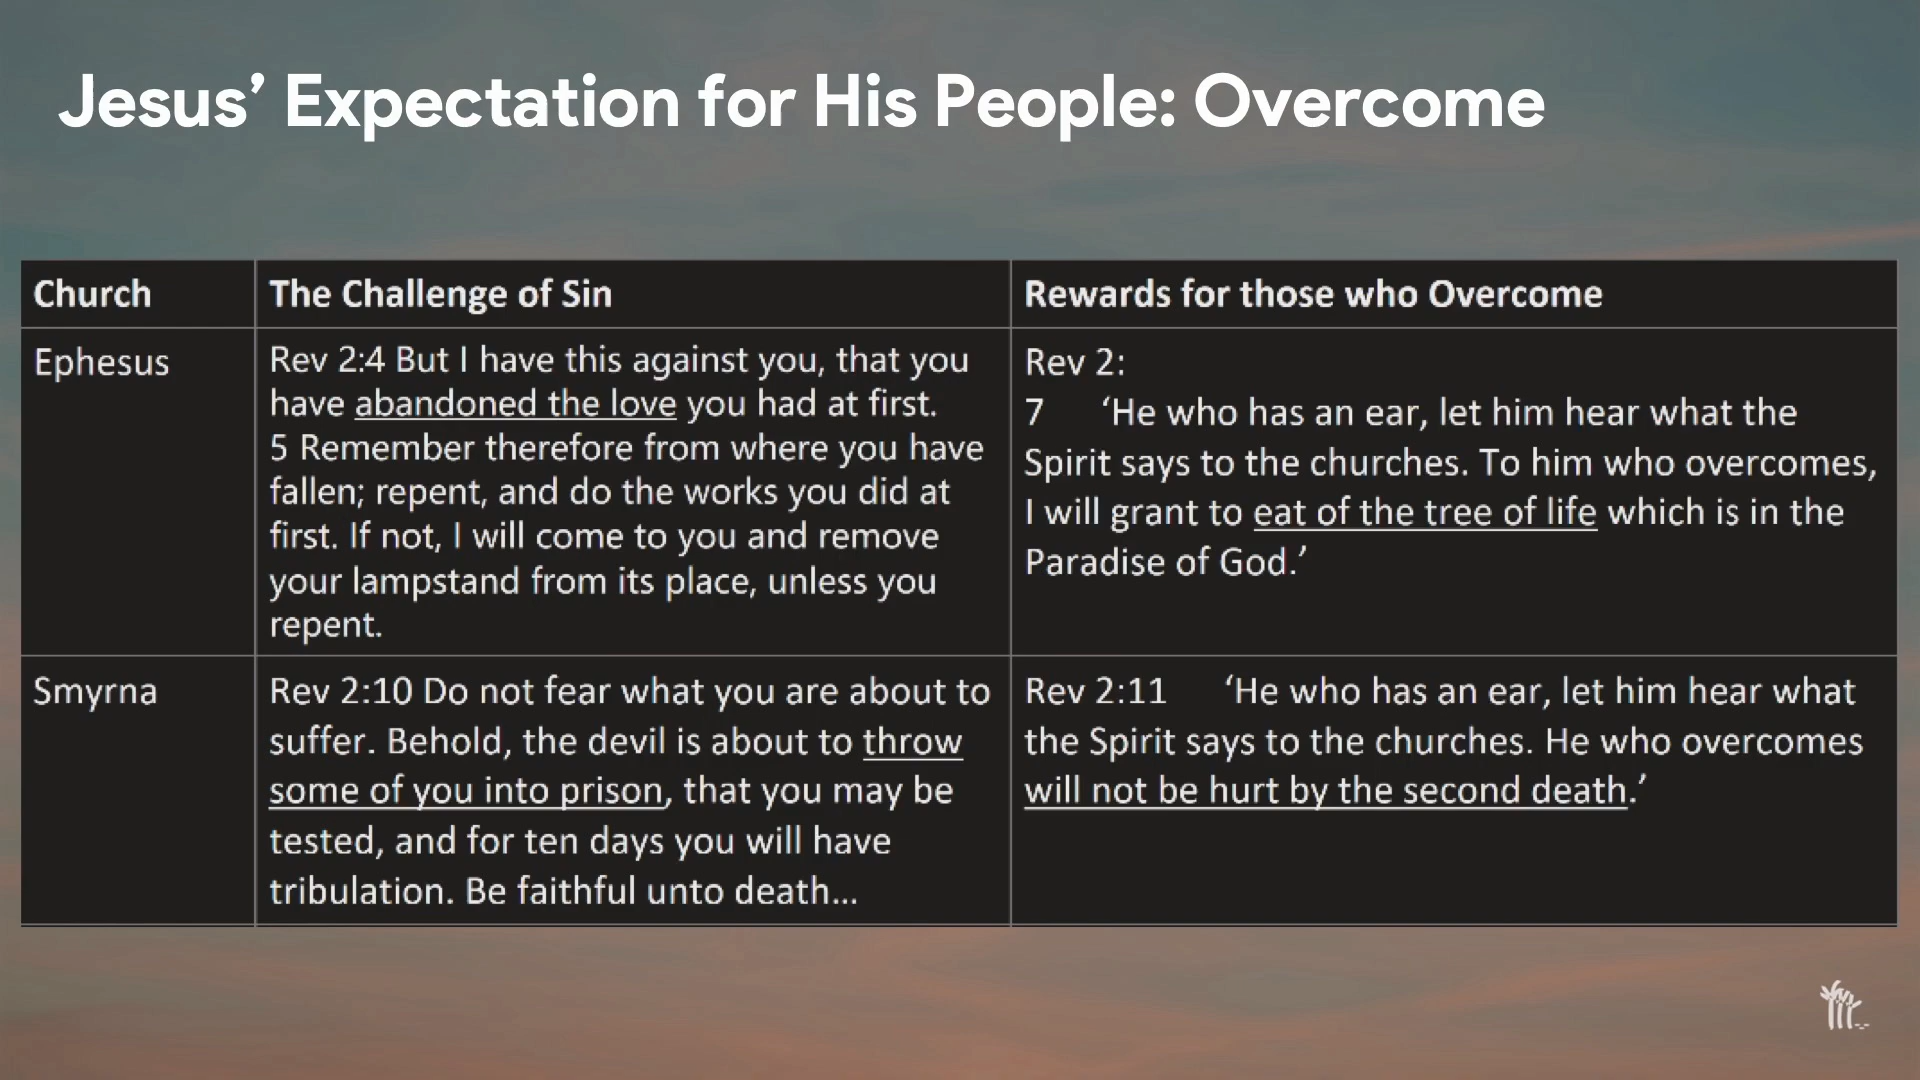 Jesus’ Expectation for His People: Overcome
Church
The Challenge of Sin
Rewards for those who Overcome
Ephesus
Rev 2:4 But I have this against you, that you
have abandoned the love you had at first.
5 Remember therefore from where you have
fallen; repent, and do the works you did at
first. If not, I will come to you and remove
your lampstand from its place, unless you
repent.
Rev 2:
7 ‘He who has an ear, let him hear what the
Spirit says to the churches. To him who overcomes,
I will grant to eat of the tree of life which is in the
Paradise of God.’
Smyrna
Rev 2:10 Do not fear what you are about to
suffer. Behold, the devil is about to throw
some of you into prison, that you may be
tested, and for ten days you will have
tribulation. Be faithful unto death...
Rev 2:11 ‘He who has an ear, let him hear what
the Spirit says to the churches. He who overcomes
will not be hurt by the second death.’